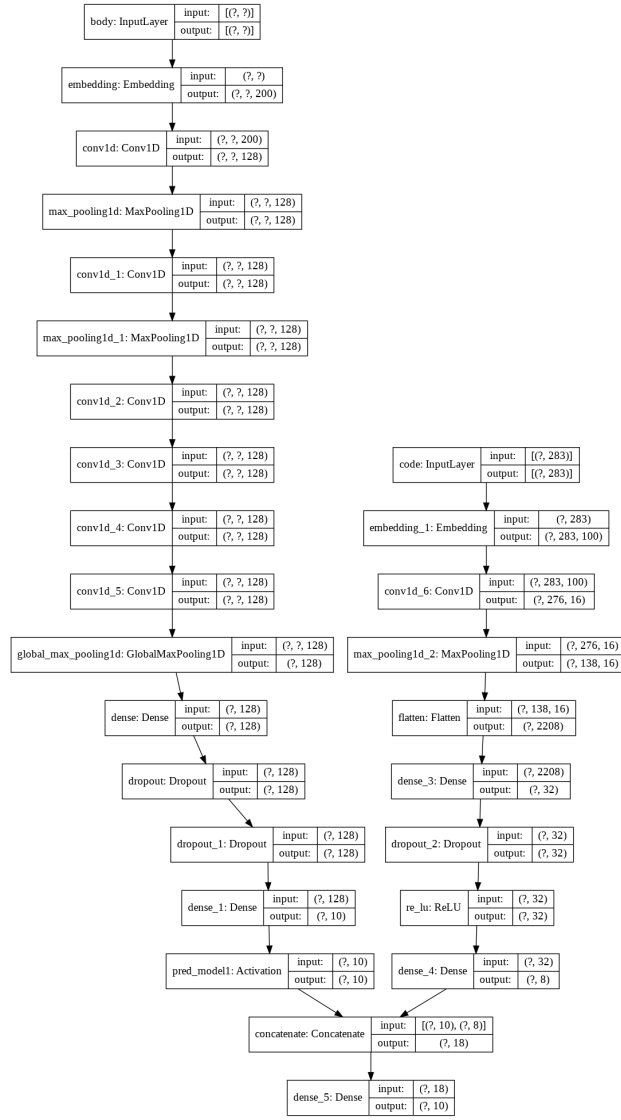 body: InputLayer
input: [(?, ?)]
output: [(?, ?)]
embedding: Embedding
input: (?, ?)
output: (?, ?, 200)
conv1d: Conv1D
input: (?, ?, 200)
output: (?, ?, 128)
max_pooling1d: MaxPooling1D
input: (?, ?, 128)
output: (?, ?, 128)
conv1d_1: Conv1D
input: (?, ?, 128)
output: (?, ?, 128)
max_pooling1d_1: MaxPooling1D
input: (?, ?, 128)
output: (?, ?, 128)
conv1d_2: Conv1D
input: (?, ?, 128)
output: (?, ?, 128)
conv1d_3: Conv1D
input: (?, ?, 128)
output: (?, ?, 128)
conv1d_4: Conv1D
input: (?, ?, 128)
output: (?, ?, 128)
conv1d_5: Conv1D
input: (?, ?, 128)
output: (?, ?, 128)
global_max_pooling1d: GlobalMaxPooling1D
input: (?, ?, 128)
output: (?, 128)
dense: Dense
input: (?, 128)
output: (?, 128)
dropout: Dropout
input: (?, 128)
output: (?, 128)
dropout_1: Dropout
input: (?, 128)
output: (?, 128)
dense_1: Dense
input: (?, 128)
output: (?, 10)
pred_model1: Activation
input: (?, 10)
output: (?, 10)
code: InputLayer
input: [(?, 283)]
output: [(?, 283)]
embedding_1: Embedding
input: (?, 283)
output: (?, 283, 100)
conv1d_6: Conv1D
input: (?, 283, 100)
output: (?, 276, 16)
max_pooling1d_2: MaxPooling1D
input: (?, 276, 16)
output: (?, 138, 16)
flatten: Flatten
input: (?, 138, 16)
output: (?, 2208)
dense_3: Dense
input: (?, 2208)
output: (?, 32)
dropout_2: Dropout
input: (?, 32)
output: (?, 32)
re_lu: ReLU
input: (?, 32)
output: (?, 32)
dense_4: Dense
input: (?, 32)
output: (?, 8)
concatenate: Concatenate
input: [(?, 10), (?, 8)]
output: (?, 18)
dense_5: Dense
input: (?, 18)
output: (?, 10)